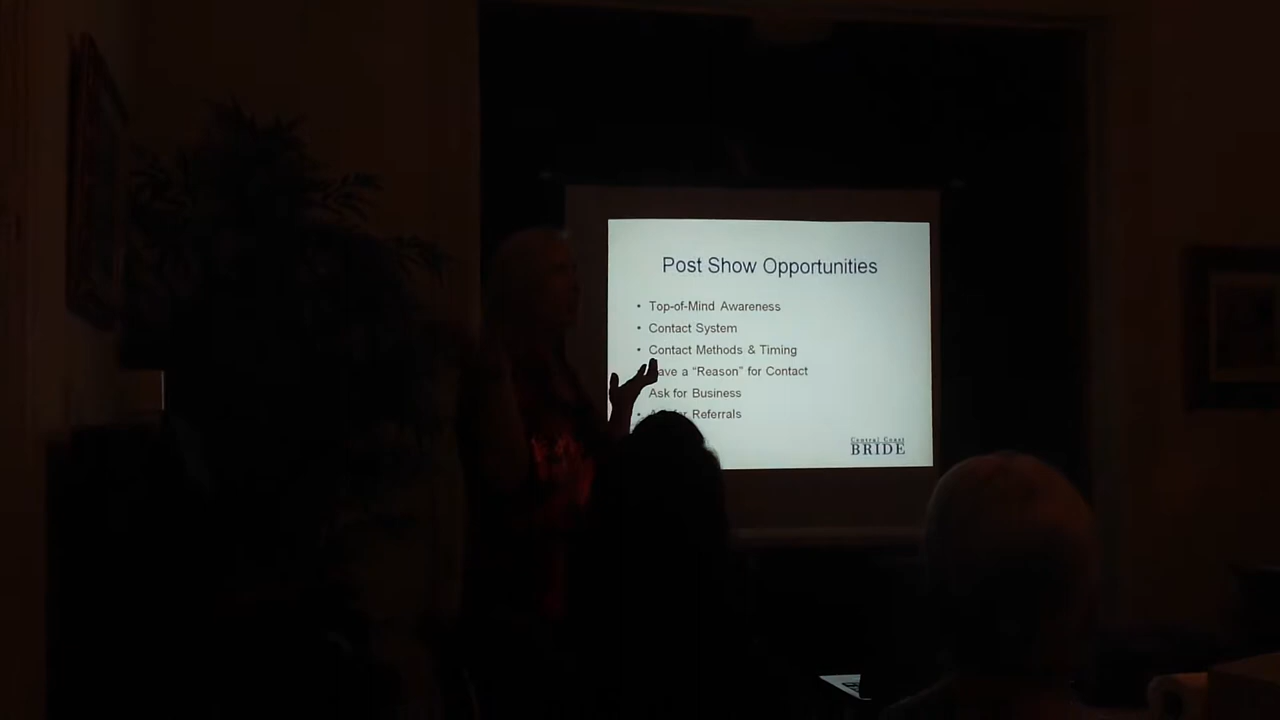 Post Show Opportunities
• Top-of-Mind Awareness
• Contact System
• Contact Methods & Timing
ave a “Reason” for Contact
Ask for Business
• for Referrals
Central Coast
BRIDE